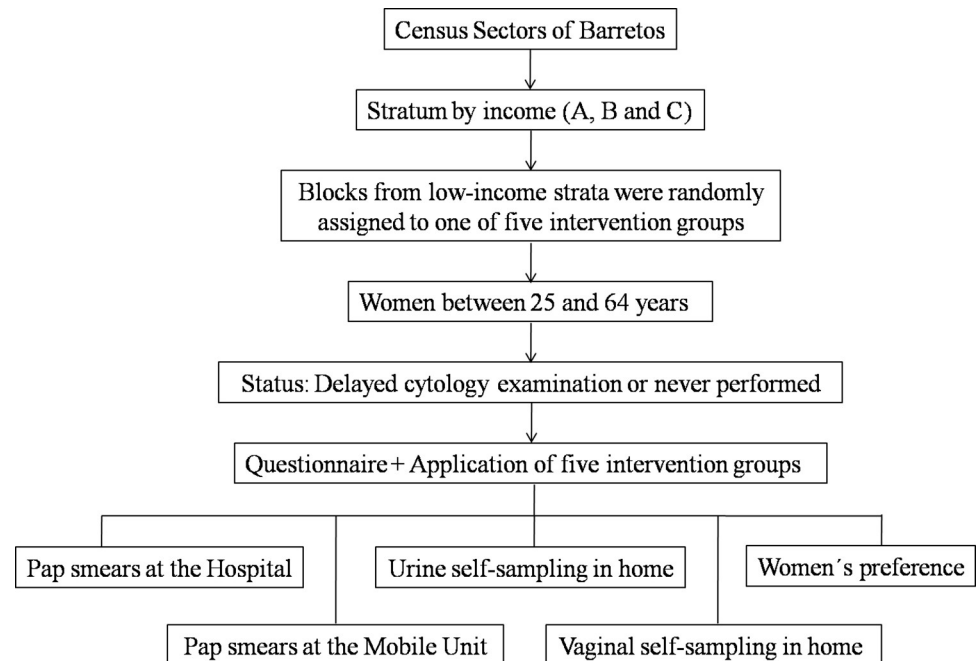 Census Sectors of Barretos
Stratum by income (A, B and C)
Blocks from low-income strata were randomly
assigned to one of five intervention groups
Women between 25 and 64 years
Status: Delayed cytology examination or never performed
Questionnaire + Application of five intervention groups
Pap smears at the Hospital
Urine self-sampling in home
Women´s preference
Pap smears at the Mobile Unit
Vaginal self-sampling in home